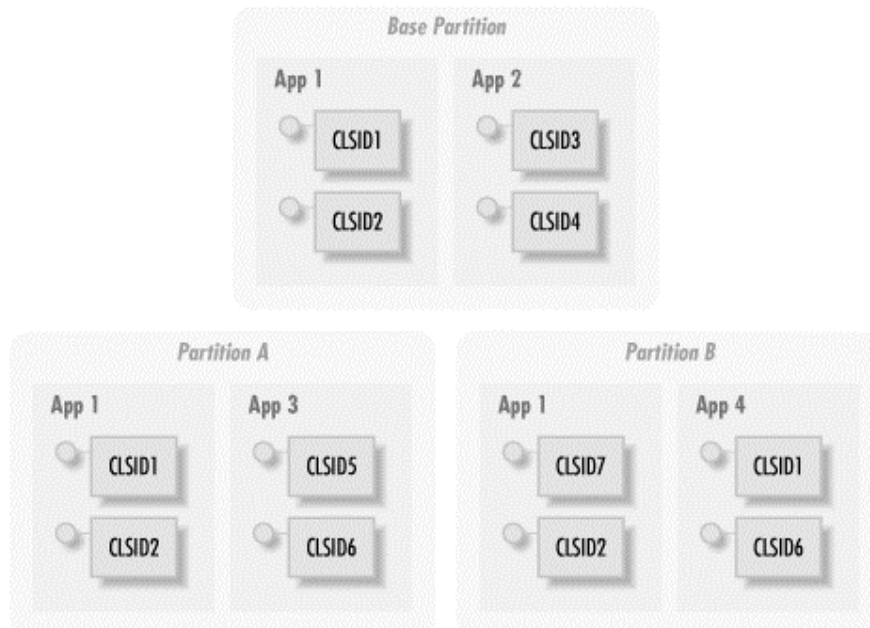 Base Partition
App 1
App 2
CLSID1
CLSID3
CLSID2
CLSID4
Partition A
Partition B
App 1
App 3
App 1
App 4
CLSID1
CLSID5
CLSID7
CLSID1
CLSID2
CLSID6
CLSID2
CLSID6